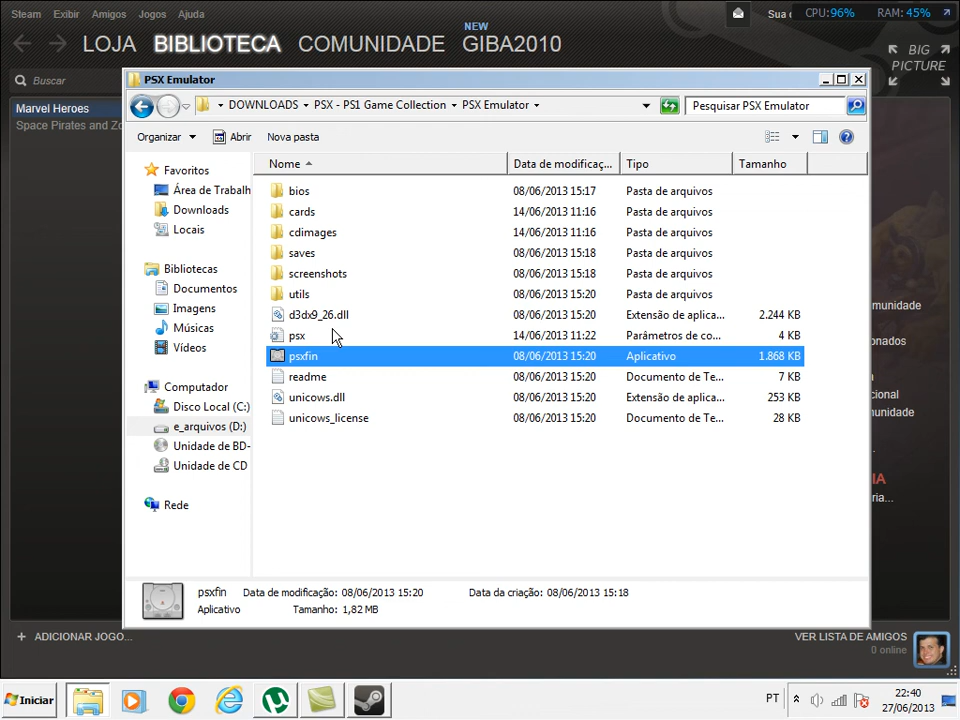 Steam Exibir Amigos Jogos Ajuda
Sua c CPU:96% RAM: 45%
LOJA BIBLIOTECA COMUNIDADE NEW GIBA2010
BIG PICTURE
Buscar
Marvel Heroes
Space Pirates and Zo
PSX Emulator
DOWNLOADS PSX - PS1 Game Collection PSX Emulator
Pesquisar PSX Emulator
Organizar Abrir Nova pasta
Nome Data de modificaç... Tipo Tamanho
Favoritos
Área de Trabalh
Downloads
Locais
Bibliotecas
Documentos
Imagens
Músicas
Vídeos
Computador
Disco Local (C:)
e_arquivos (D:)
Unidade de BD-
Unidade de CD
Rede
bios 08/06/2013 15:17 Pasta de arquivos
cards 14/06/2013 11:16 Pasta de arquivos
cdimages 14/06/2013 11:16 Pasta de arquivos
saves 08/06/2013 15:18 Pasta de arquivos
screenshots 08/06/2013 15:18 Pasta de arquivos
utils 08/06/2013 15:20 Pasta de arquivos
d3dx9_26.dll 08/06/2013 15:20 Extensão de aplica... 2.244 KB
psx 14/06/2013 11:22 Parâmetros de co... 4 KB
psxfin 08/06/2013 15:20 Aplicativo 1.868 KB
readme 08/06/2013 15:20 Documento de Te... 7 KB
unicows.dll 08/06/2013 15:20 Extensão de aplica... 253 KB
unicows_license 08/06/2013 15:20 Documento de Te... 28 KB
munidade
onados
cional
munidade
IA
ria...
psxfin Data de modificação: 08/06/2013 15:20 Data da criação: 08/06/2013 15:18
Aplicativo Tamanho: 1,82 MB
ADICIONAR JOGO...
VER LISTA DE AMIGOS
0 online
Iniciar
PT
22:40
27/06/2013